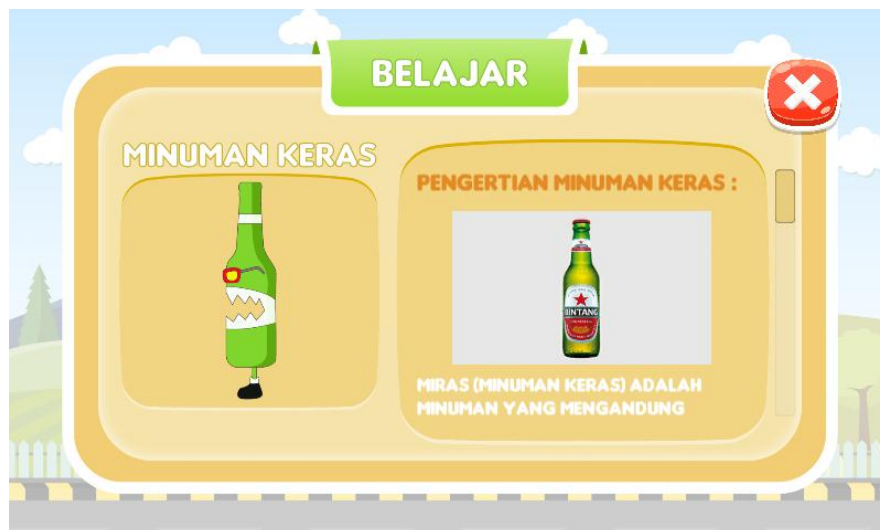 BELAJAR
MINUMAN KERAS
PENGERTIAN MINUMAN KERAS :
BINTANG
MIRAS (MINUMAN KERAS) ADALAH
MINUMAN YANG MENGANDUNG